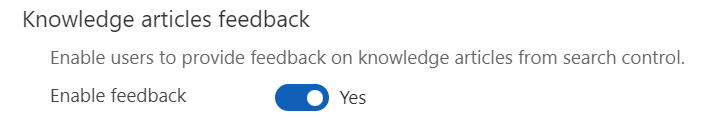 Knowledge articles feedback
Enable users to provide feedback on knowledge articles from search control.
Enable feedback Yes